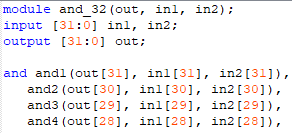 module and_32(out, in1, in2);
input [31:0] in1, in2;
output [31:0] out;
and and1(out[31], in1[31], in2[31]),
and2(out[30], in1[30], in2[30]),
and3(out[29], in1[29], in2[29]),
and4(out[28], in1[28], in2[28]),